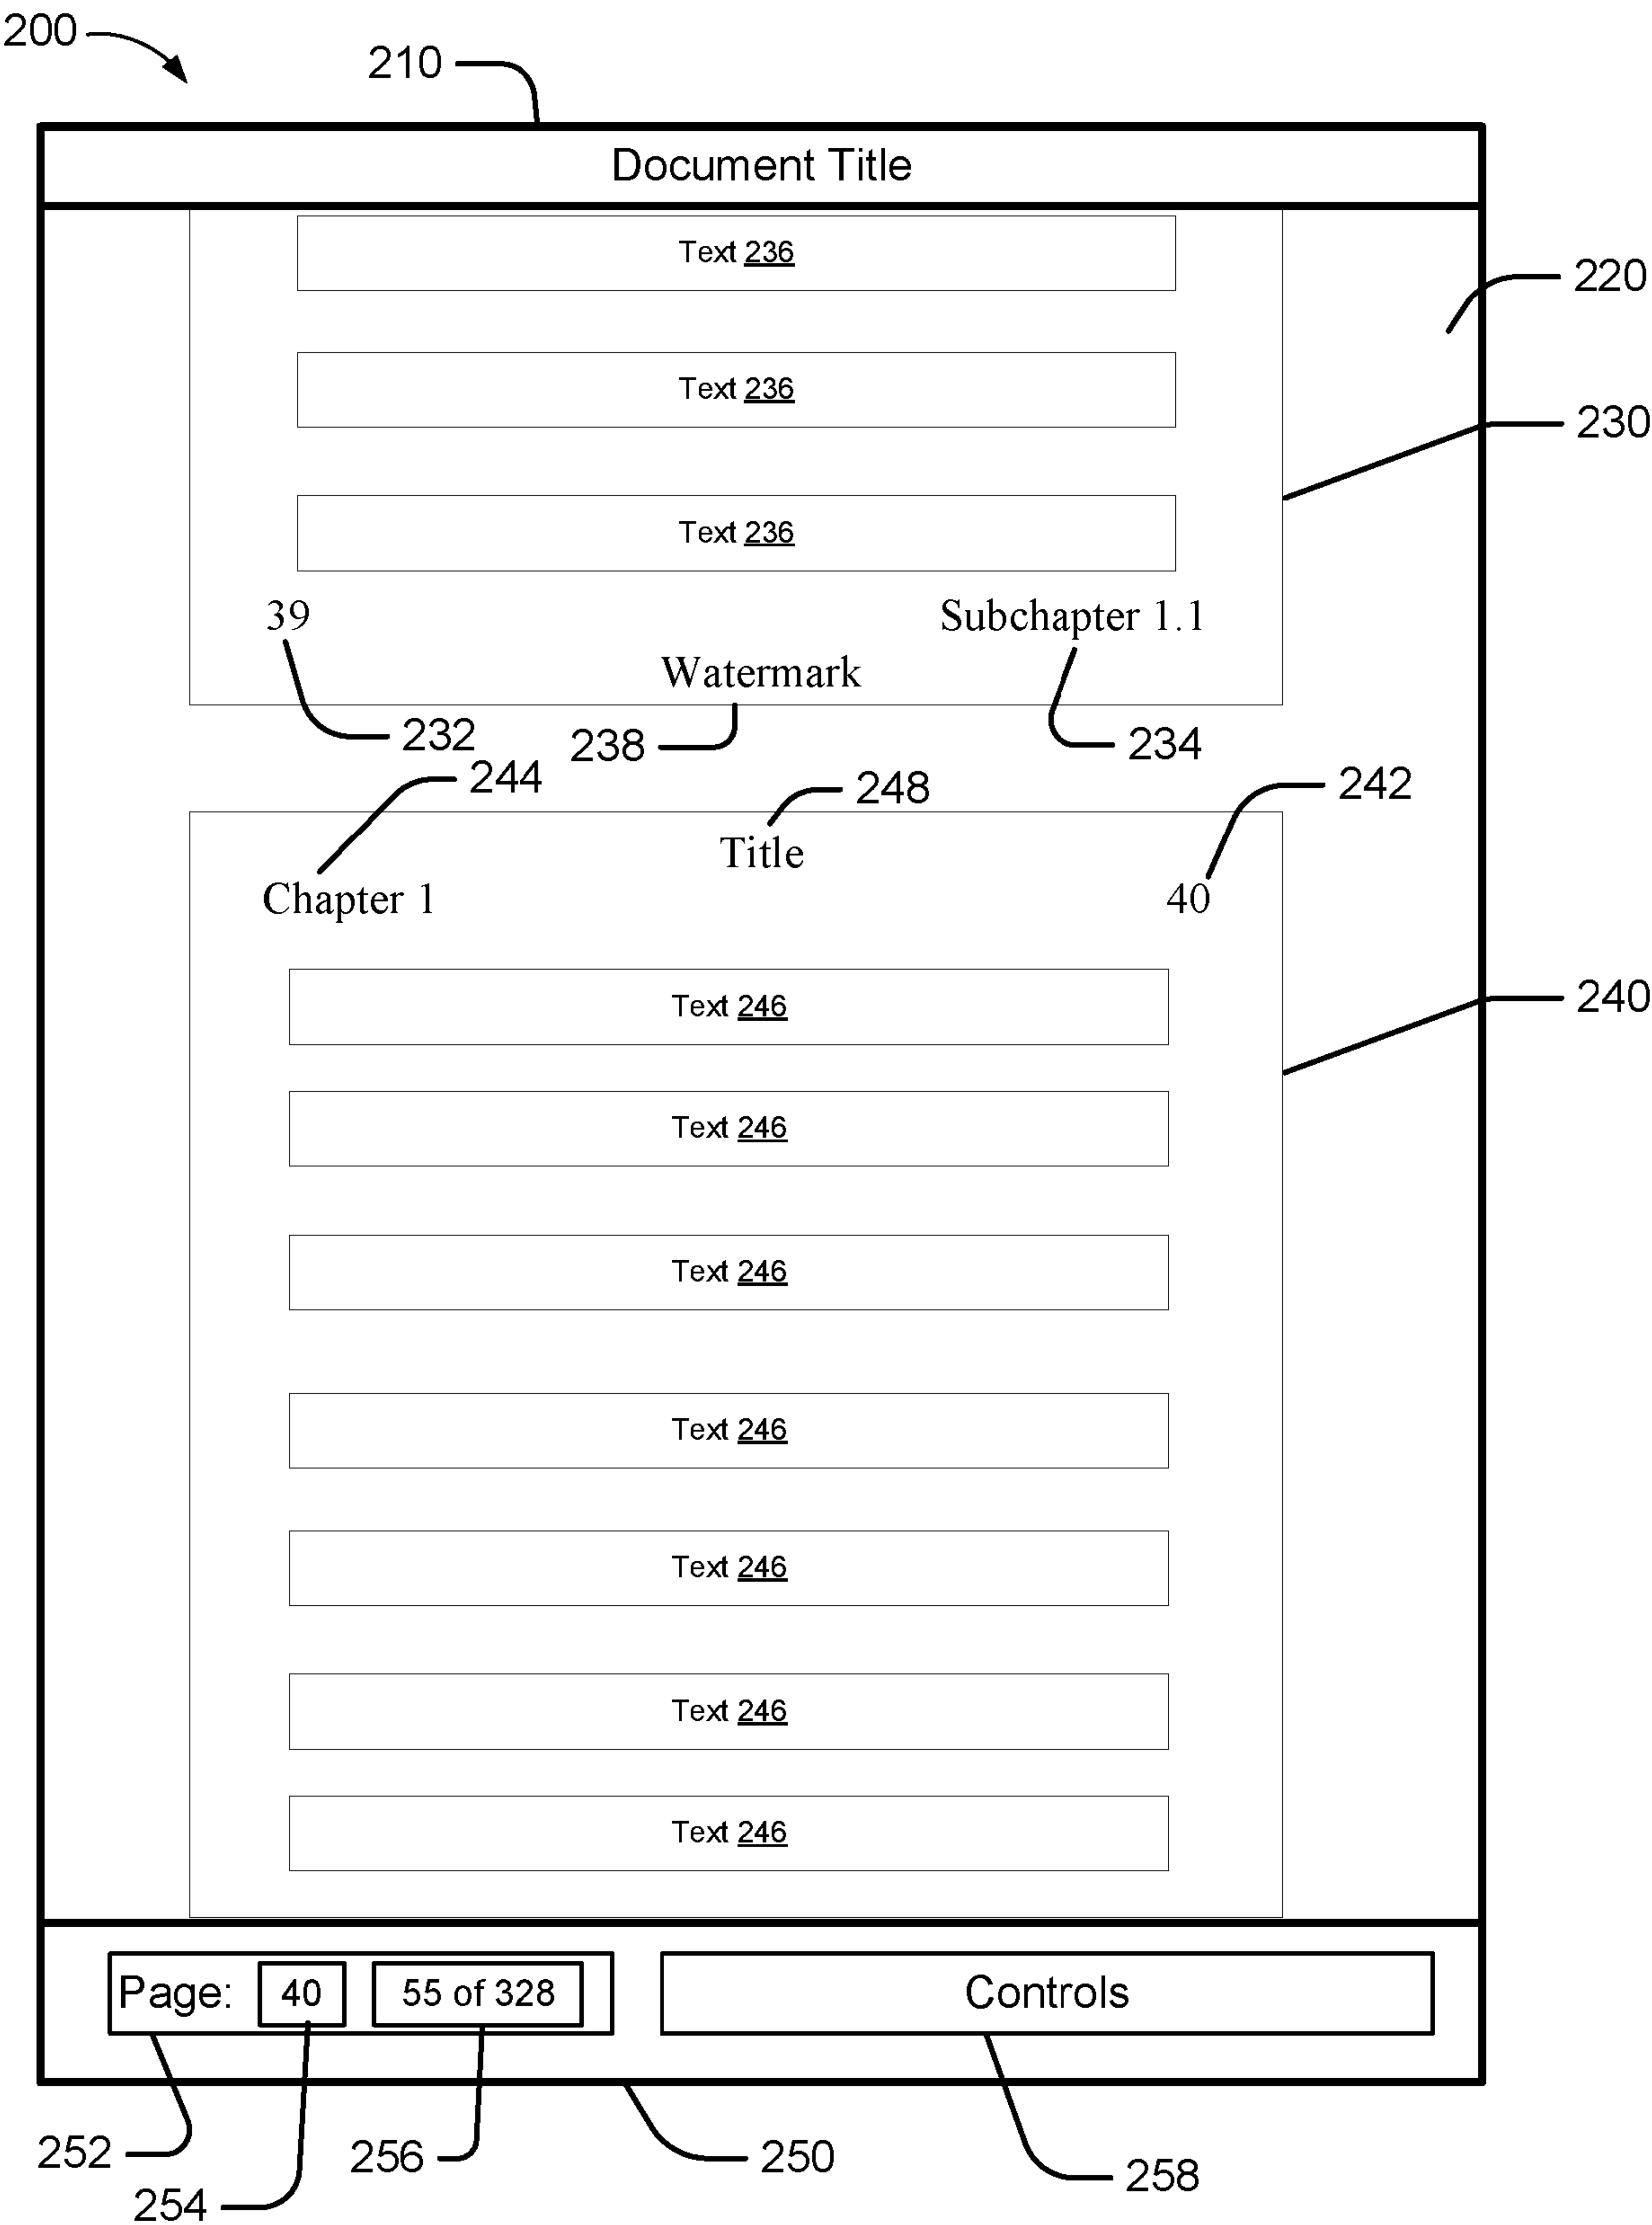 200
210
Document Title
Text 236
220
Text 236
230
Text 236
39
Subchapter 1.1
Watermark
232
238
234
244
248
242
Title
Chapter 1
40
Text 246
240
Text 246
Text 246
Text 246
Text 246
Text 246
Text 246
Page: 40 55 of 328
Controls
252
256
250
258
254